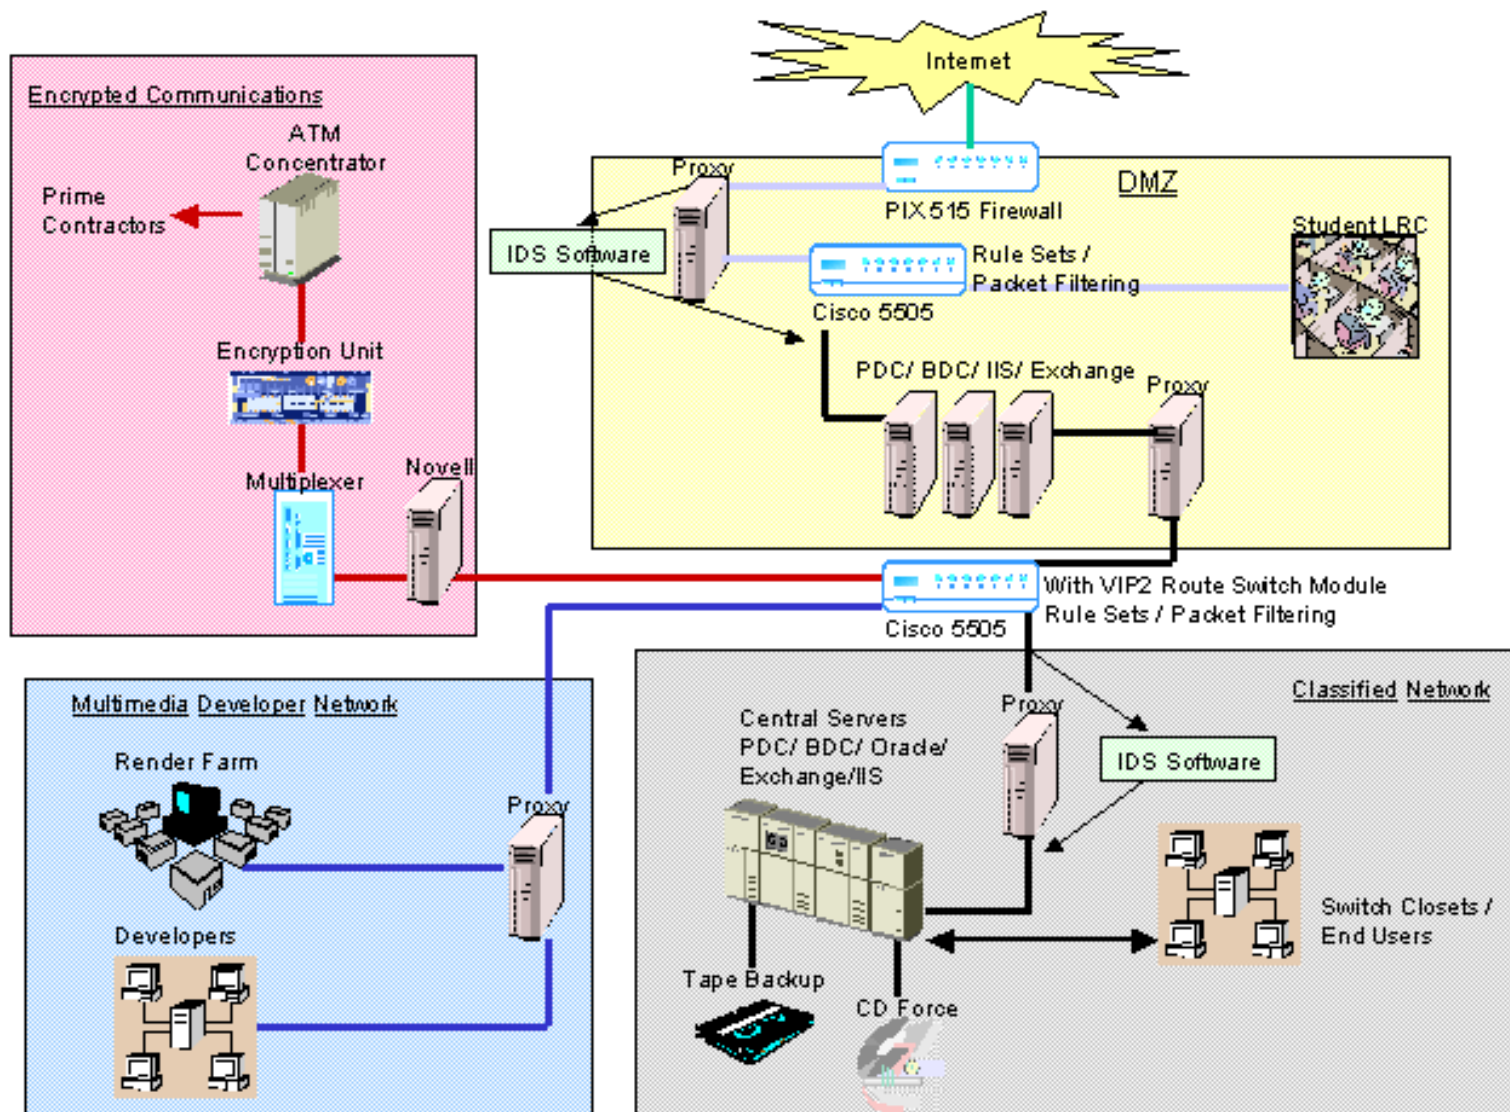 Internet
Encrypted Communications
ATM
Concentrator
Prime
Contractors
Encryption Unit
Multiplexer
Novell
DMZ
Proxy
PIX 515 Firewall
IDS Software
Rule Sets /
Packet Filtering
Cisco 5505
Student LRC
PDC/ BDC/ IIS/ Exchange
Proxy
With VIP2 Route Switch Module
Rule Sets / Packet Filtering
Cisco 5505
Multimedia Developer Network
Render Farm
Proxy
Developers
Classified Network
Proxy
Central Servers
PDC/ BDC/ Oracle/
Exchange/IIS
IDS Software
Switch Closets /
End Users
Tape Backup
CD Force